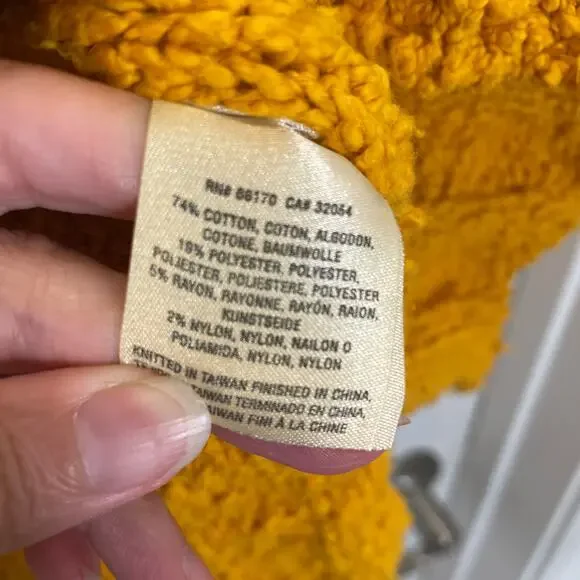 RN# 66170 CA# 32054
74% COTTON, COTON, ALGODON,
COTONE, BAUMWOLLE
19% POLYESTER, POLYESTER,
POLIESTER, POLIESTERE, POLYESTER
5% RAYON, RAYONNE, RAYÓN, RAION,
KUNSTSEIDE
2% NYLON, NYLON, NAILON O
POLIAMIDA, NYLON, NYLON
KNITTED IN TAIWAN FINISHED IN CHINA,
TAIWAN TERMINADO EN CHINA,
TAIWAN FINI À LA CHINE